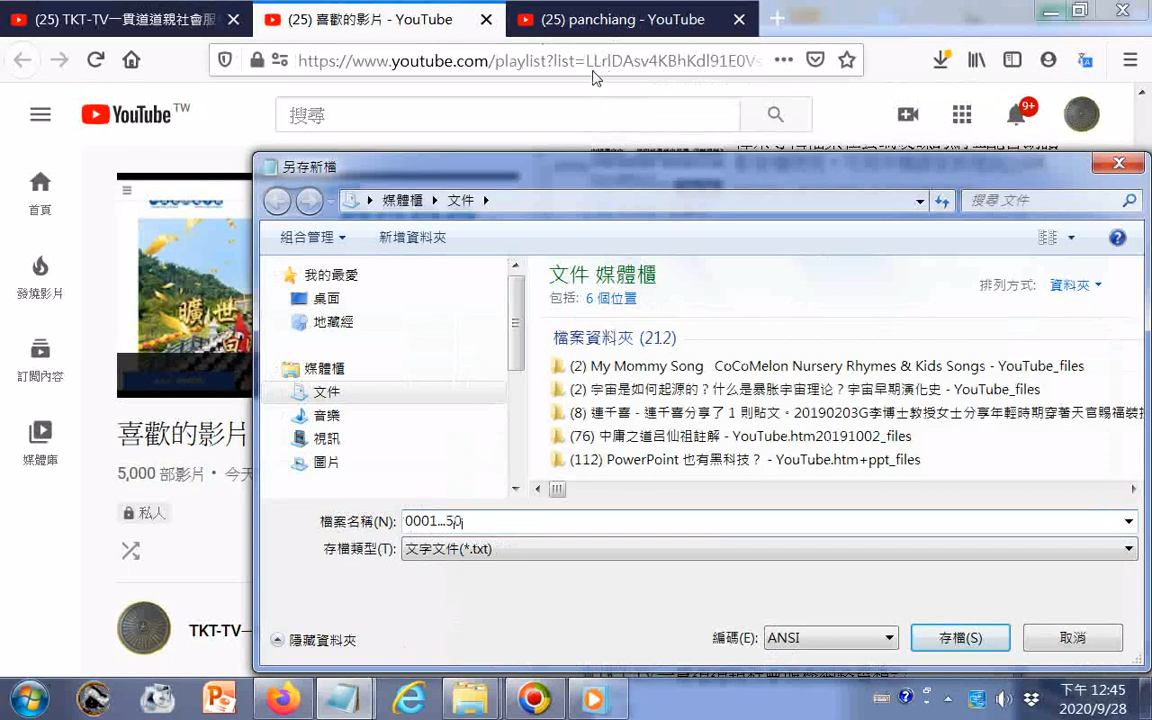 (25) TKT-TV一貫道道親社會服
(25) 喜歡的影片 - YouTube
(25) panchiang - YouTube
https://www.youtube.com/playlist?list=LLrlDAsv4KBhKdl91E0Vs
YouTube TW
搜尋
9+
首頁
發燒影片
訂閱內容
媒體庫
喜歡的影片
5,000 部影片・今天
私人
TKT-TV一
另存新檔
媒體櫃 文件
搜尋 文件
組合管理
新增資料夾
我的最愛
桌面
地藏經
媒體櫃
文件
音樂
視訊
圖片
文件 媒體櫃
包括: 6 個位置
排列方式: 資料夾
檔案資料夾 (212)
(2) My Mommy Song CoCoMelon Nursery Rhymes & Kids Songs - YouTube_files
(2) 宇宙是如何起源的？什么是暴胀宇宙理论？宇宙早期演化史 - YouTube_files
(8) 連千喜 - 連千喜分享了 1 則貼文。20190203G李博士教授女士分享年輕時期穿著天官賜福裝
(76) 中庸之道呂仙祖註解 - YouTube.htm20191002_files
(112) PowerPoint 也有黑科技？ - YouTube.htm+ppt_files
檔案名稱(N): 0001...50
存檔類型(T): 文字文件(*.txt)
隱藏資料夾
編碼(E): ANSI
存檔(S)
取消
下午 12:45
2020/9/28